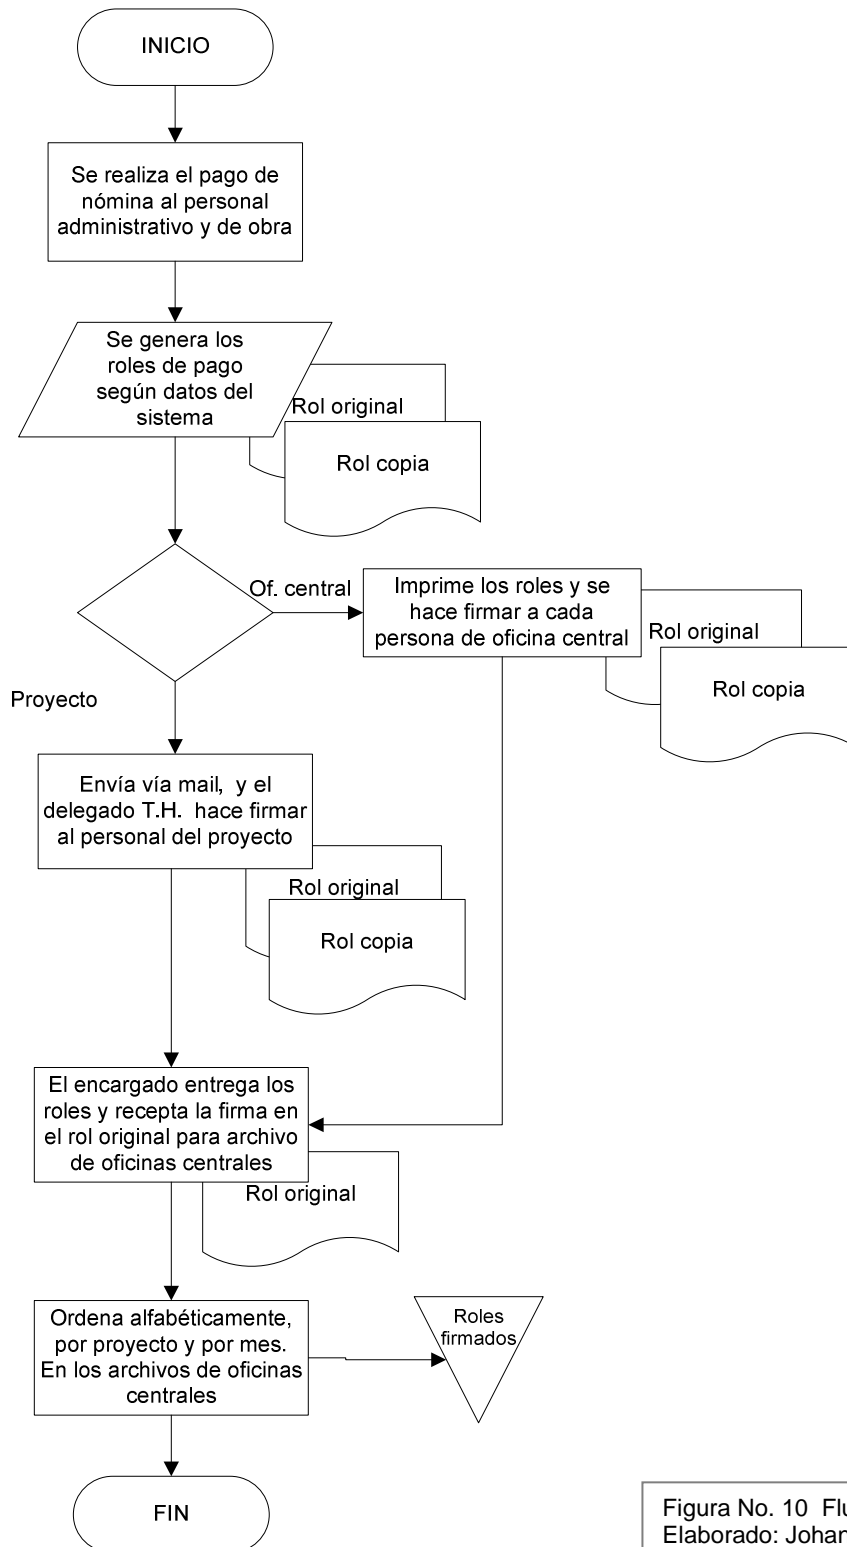 INICIO
Se realiza el pago de
nómina al personal
administrativo y de obra
Se genera los
roles de pago
según datos del
sistema
Rol original
Rol copia
Of. central
Imprime los roles y se
hace firmar a cada
persona de oficina central
Rol original
Rol copia
Proyecto
Envía vía mail, y el
delegado T.H. hace firmar
al personal del proyecto
Rol original
Rol copia
El encargado entrega los
roles y recepta la firma en
el rol original para archivo
de oficinas centrales
Rol original
Ordena alfabéticamente,
por proyecto y por mes.
En los archivos de oficinas
centrales
Roles
firmados
FIN
Figura No. 10
Elaborado: